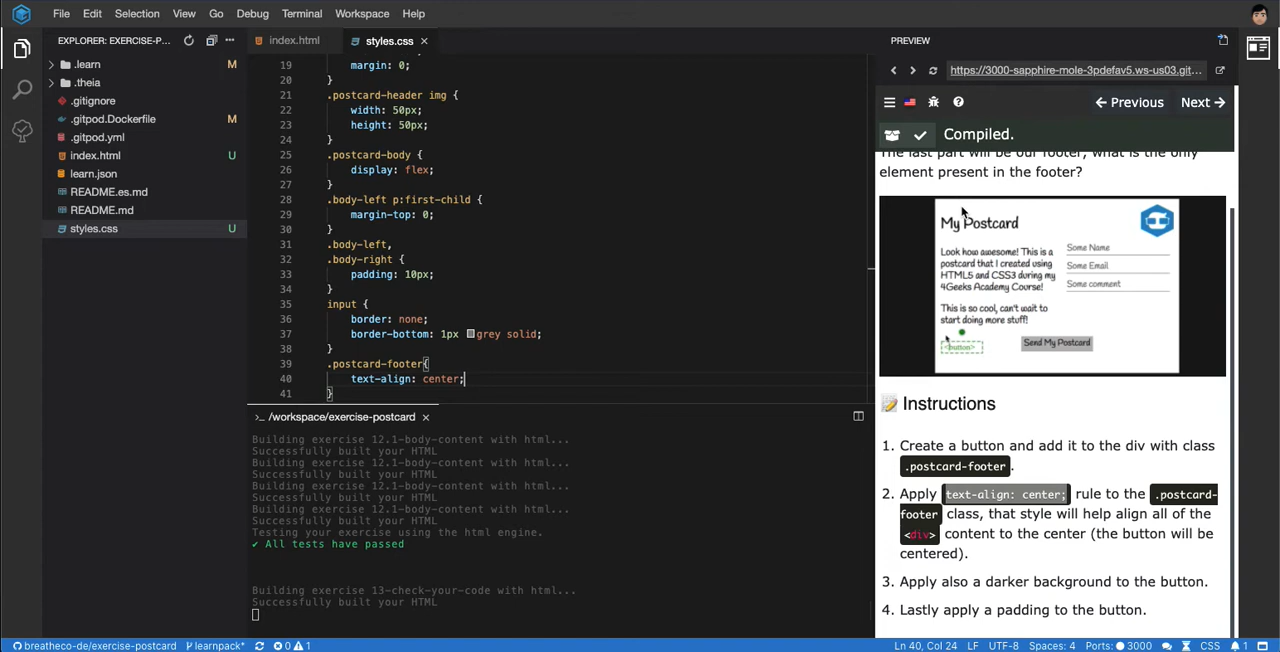 File Edit Selection View Go Debug Terminal Workspace Help
EXPLORER: EXERCISE-P...
.learn M
.theia
.gitignore
.gitpod.Dockerfile M
.gitpod.yml
index.html U
learn.json
README.es.md
README.md
styles.css U
index.html styles.css
19 margin: 0;
20 }
21 .postcard-header img {
22 width: 50px;
23 height: 50px;
24 }
25 .postcard-body {
26 display: flex;
27 }
28 .body-left p:first-child {
29 margin-top: 0;
30 }
31 .body-left,
32 .body-right {
33 padding: 10px;
34 }
35 input {
36 border: none;
37 border-bottom: 1px grey solid;
38 }
39 .postcard-footer{
40 text-align: center;
41 }
>_ /workspace/exercise-postcard
Building exercise 12.1-body-content with html...
Successfully built your HTML
Building exercise 12.1-body-content with html...
Successfully built your HTML
Building exercise 12.1-body-content with html...
Successfully built your HTML
Building exercise 12.1-body-content with html...
Successfully built your HTML
Testing your exercise using the html engine.
✔ All tests have passed
Building exercise 13-check-your-code with html...
Successfully built your HTML
PREVIEW
https://3000-sapphire-mole-3pdefav5.ws-us03.git...
Previous Next
Compiled.
The last part will be our footer, what is the only
element present in the footer?
My Postcard
Look how awesome! This is a
postcard that I created using
HTML5 and CSS3 during my
4Geeks Academy Course!
This is so cool, can't wait to
start doing more stuff!
Some Name
Some Email
Some comment
<button>
Send My Postcard
Instructions
1. Create a button and add it to the div with class
.postcard-footer.
2. Apply text-align: center; rule to the .postcard-
footer class, that style will help align all of the
<div> content to the center (the button will be
centered).
3. Apply also a darker background to the button.
4. Lastly apply a padding to the button.
breatheco-de/exercise-postcard learnpack* 0 1 Ln 40, Col 24 LF UTF-8 Spaces: 4 Ports: 3000 CSS 1